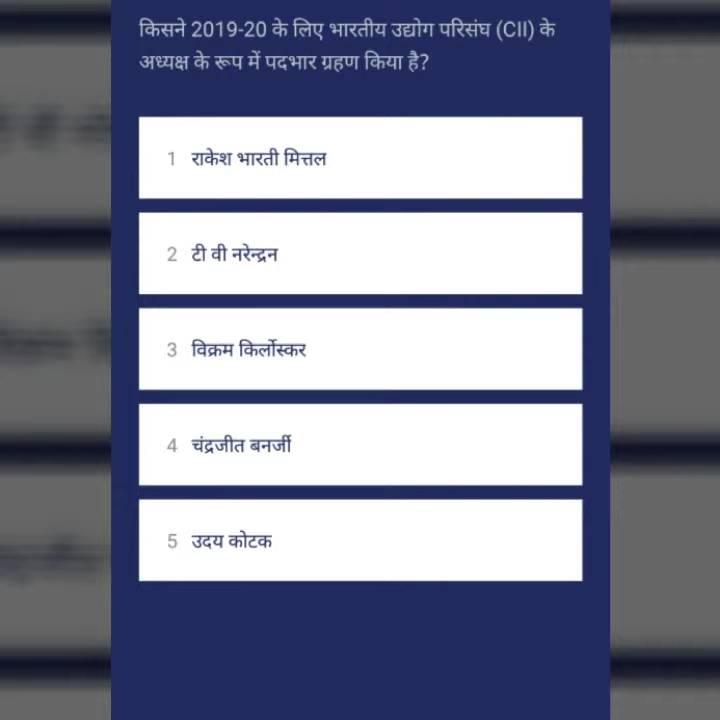 किसने 2019-20 के लिए भारतीय उद्योग परिसंघ (CII) के
अध्यक्ष के रूप में पदभार ग्रहण किया है?
1 राकेश भारती मित्तल
2 टी वी नरेन्द्रन
3 विक्रम किर्लोस्कर
4 चंद्रजीत बनर्जी
5 उदय कोटक